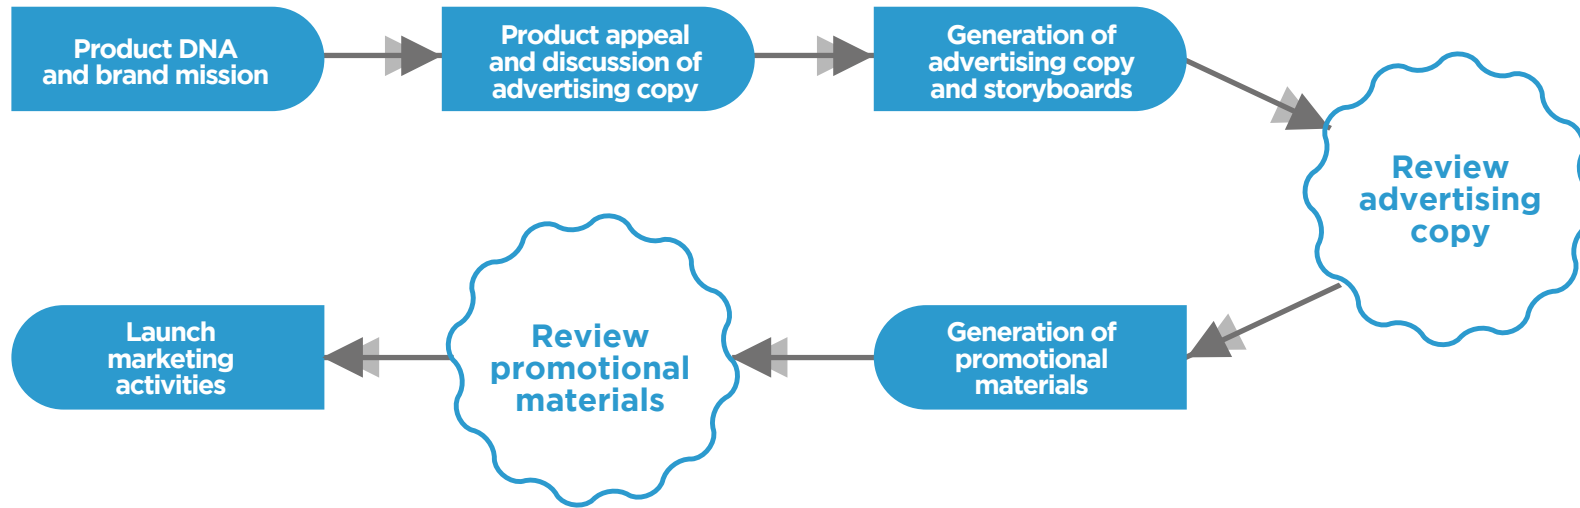 Product DNA
and brand mission
Product appeal
and discussion of
advertising copy
Generation of
advertising copy
and storyboards
Review
advertising
copy
Generation of
promotional
materials
Review
promotional
materials
Launch
marketing
activities